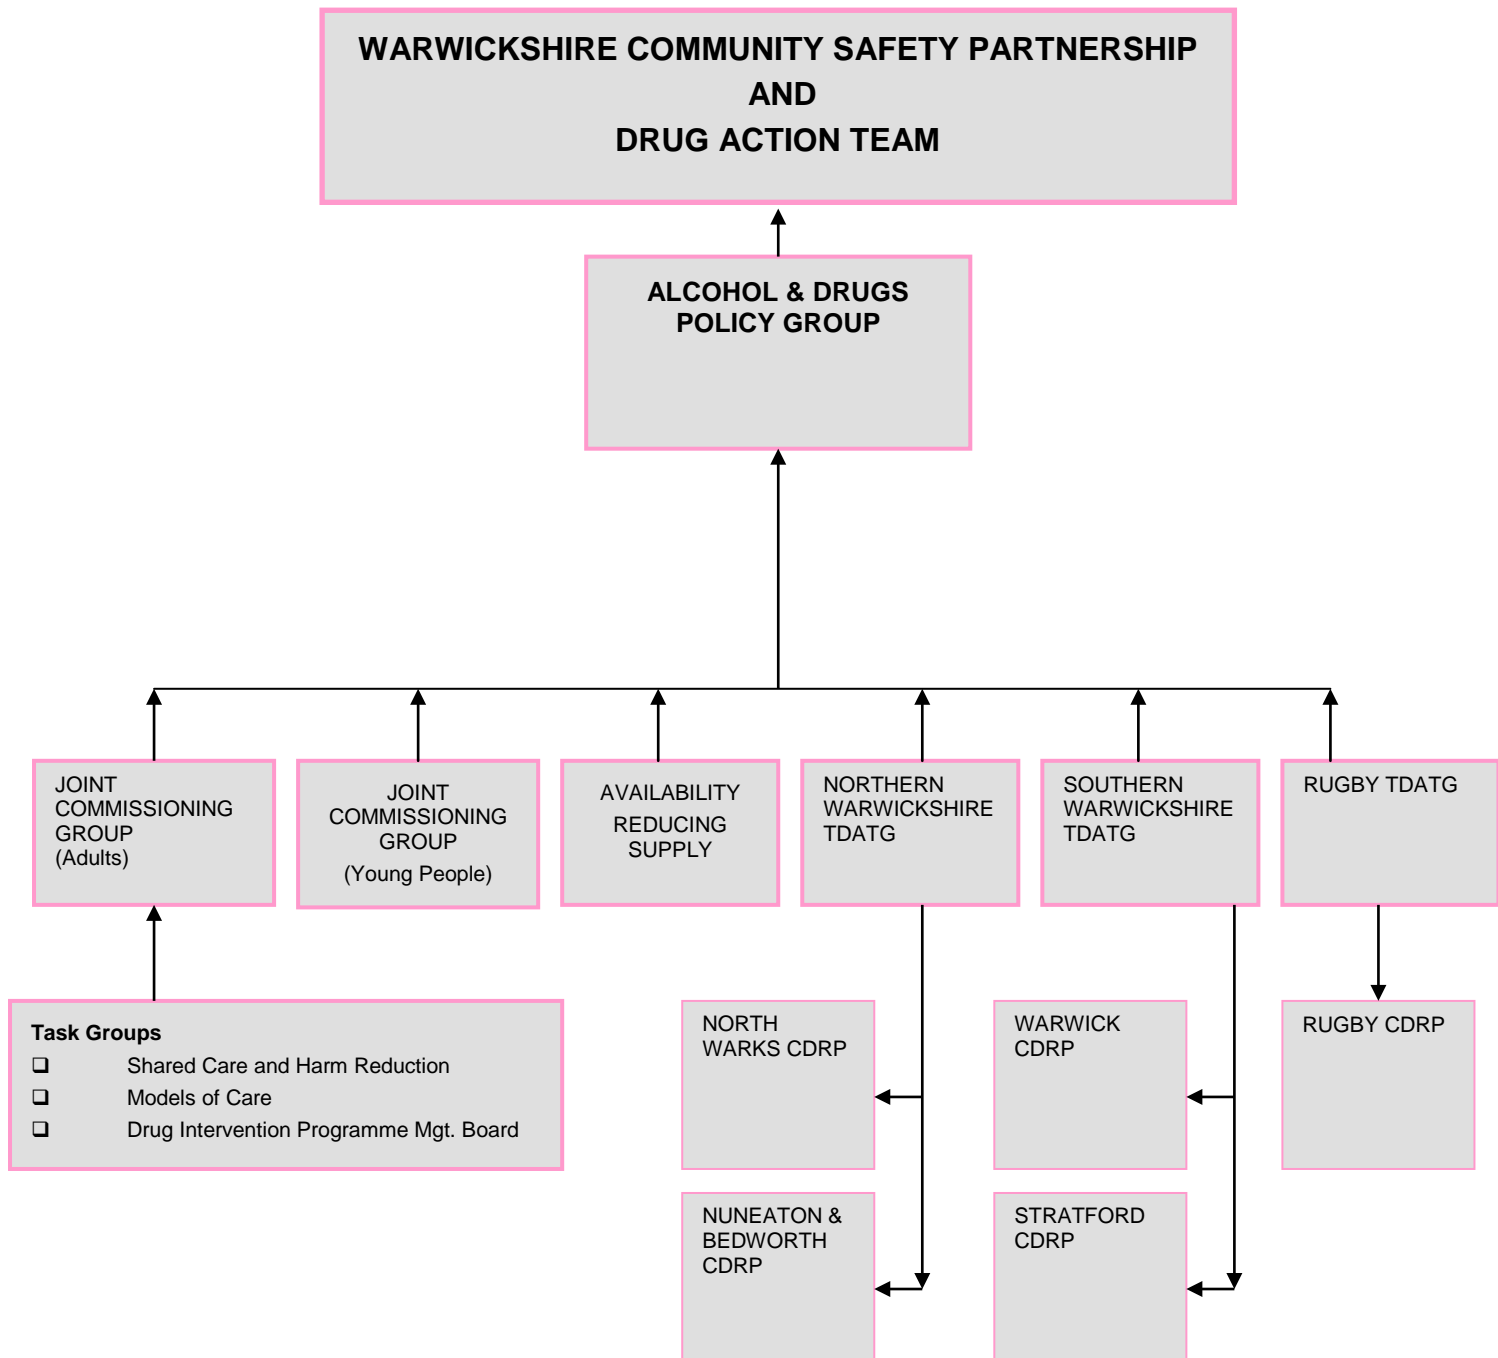 WARWICKSHIRE COMMUNITY SAFETY PARTNERSHIP
AND
DRUG ACTION TEAM
ALCOHOL & DRUGS
POLICY GROUP
JOINT
COMMISSIONING
GROUP
(Adults)
JOINT
COMMISSIONING
GROUP
(Young People)
AVAILABILITY
REDUCING
SUPPLY
NORTHERN
WARWICKSHIRE
TDATG
SOUTHERN
WARWICKSHIRE
TDATG
RUGBY TDATG
Task Groups
❑ Shared Care and Harm Reduction
❑ Models of Care
❑ Drug Intervention Programme Mgt. Board
NORTH
WARKS CDRP
WARWICK
CDRP
RUGBY CDRP
NUNEATON &
BEDWORTH
CDRP
STRATFORD
CDRP